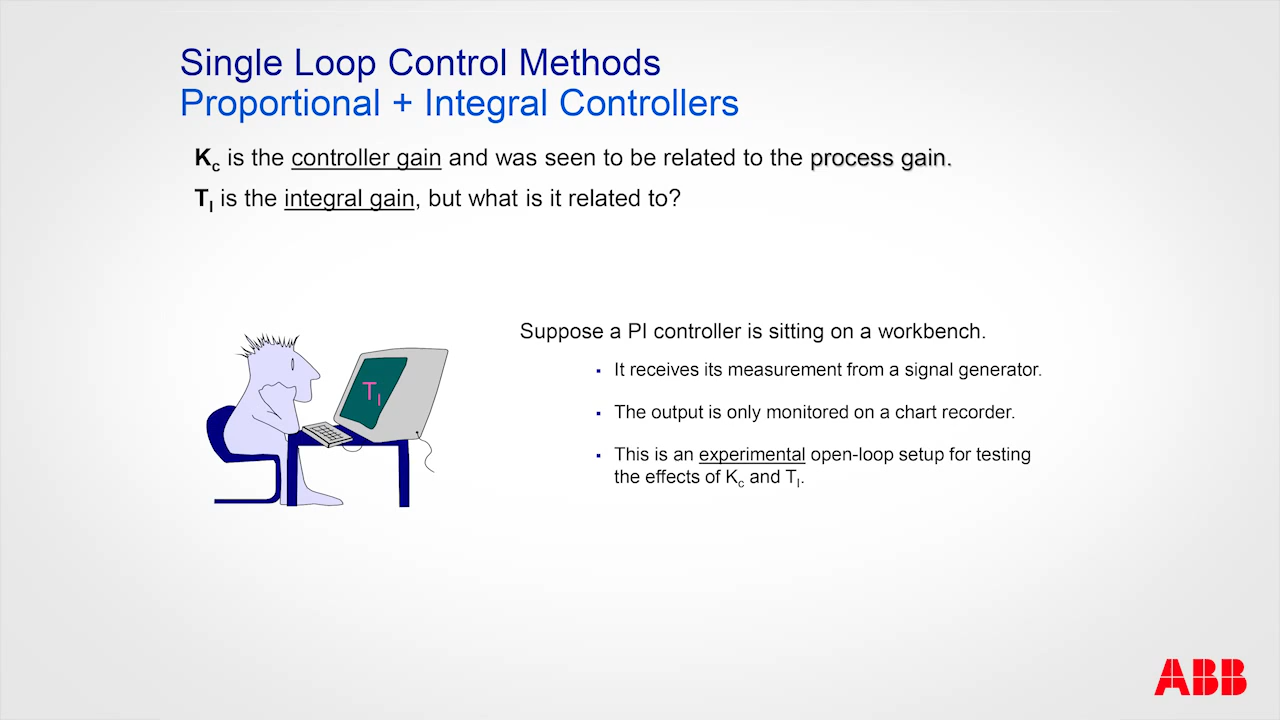 Single Loop Control Methods
Proportional + Integral Controllers
Kc is the controller gain and was seen to be related to the process gain.
TI is the integral gain, but what is it related to?
Suppose a PI controller is sitting on a workbench.
▪ It receives its measurement from a signal generator.
TI
▪ The output is only monitored on a chart recorder.
▪ This is an experimental open-loop setup for testing
the effects of Kc and TI.
ABB